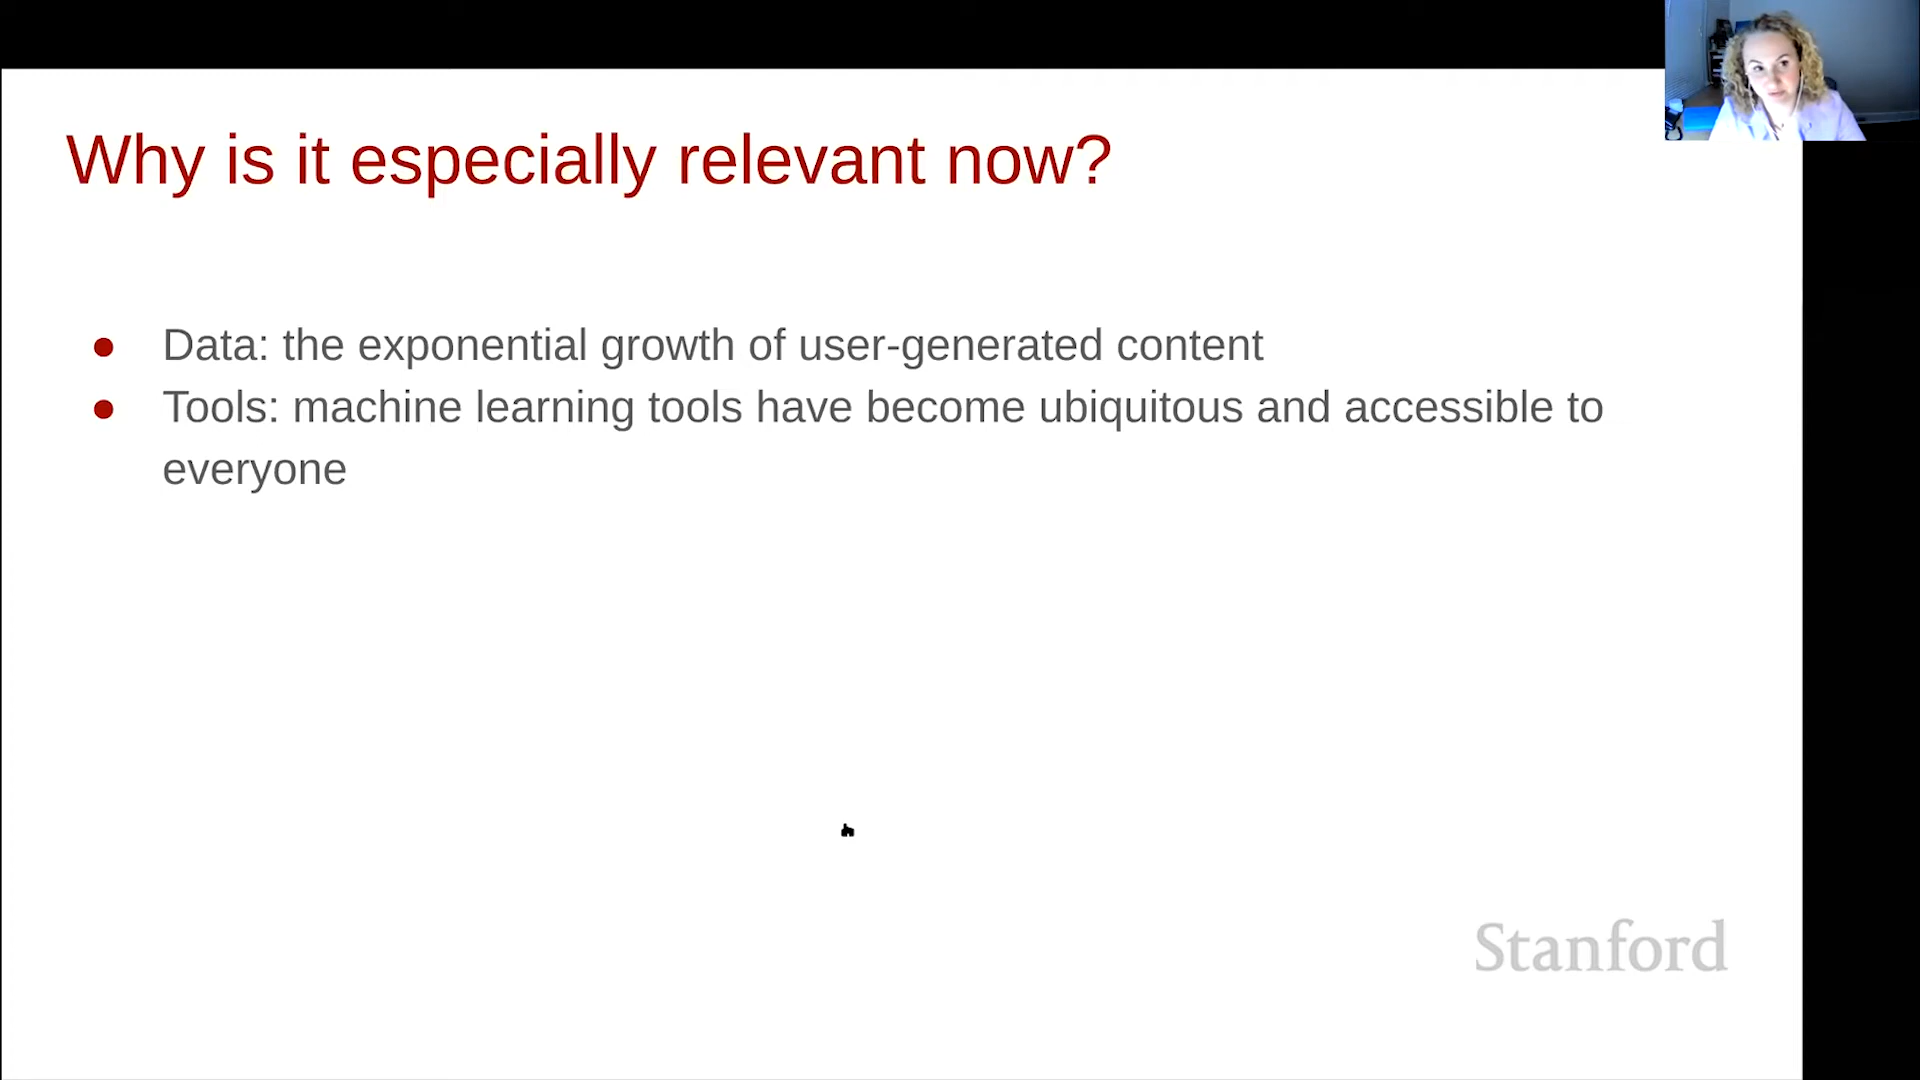 Why is it especially relevant now?
● Data: the exponential growth of user-generated content
● Tools: machine learning tools have become ubiquitous and accessible to
everyone
Stanford